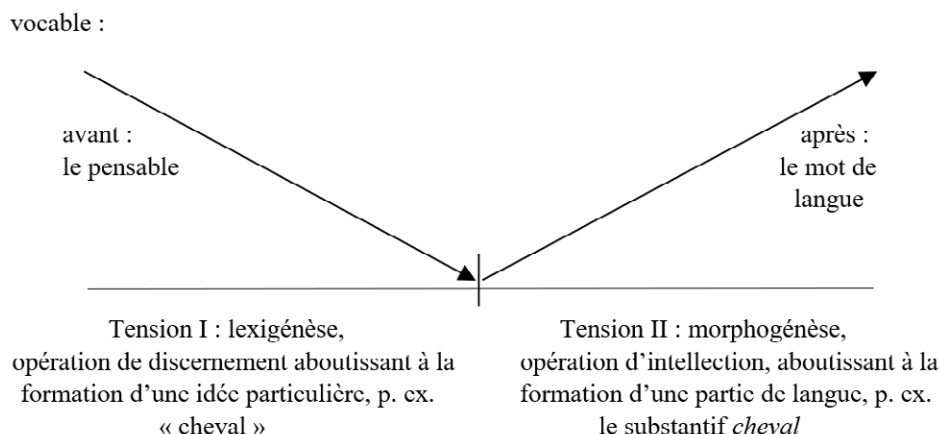 vocable :
avant :
le pensable
après :
le mot de
langue
Tension I : lexigénèse,
opération de discernement aboutissant à la
formation d'une idée particulière, p. ex.
« cheval »
Tension II : morphogénèse,
opération d'intellection, aboutissant à la
formation d'une partie de langue, p. ex.
le substantif cheval